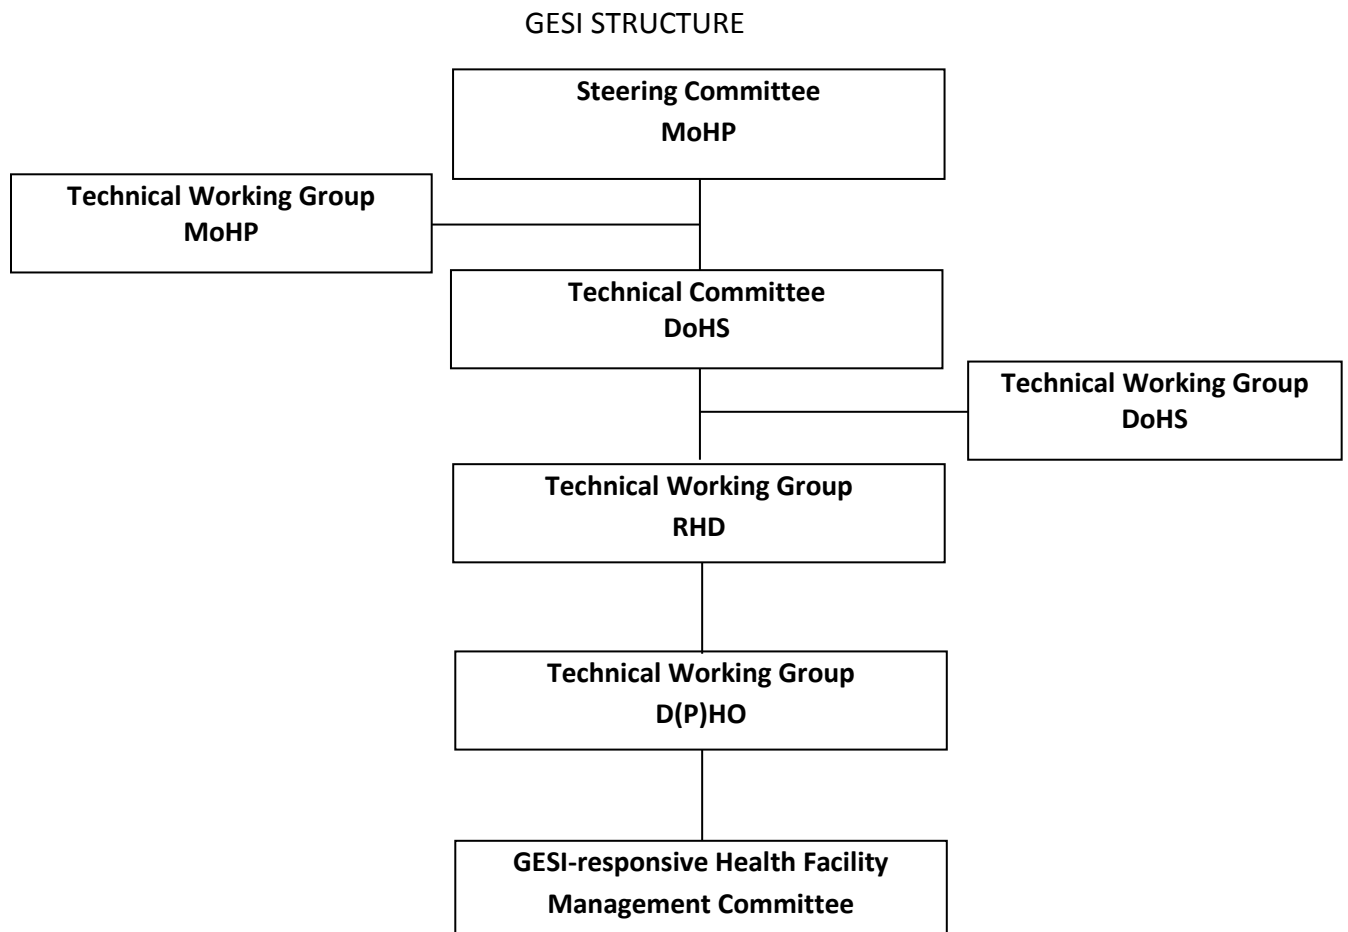 GESI STRUCTURE
Steering Committee
MoHP
Technical Working Group
MoHP
Technical Committee
DoHS
Technical Working Group
DoHS
Technical Working Group
RHD
Technical Working Group
D(P)HO
GESI-responsive Health Facility
Management Committee